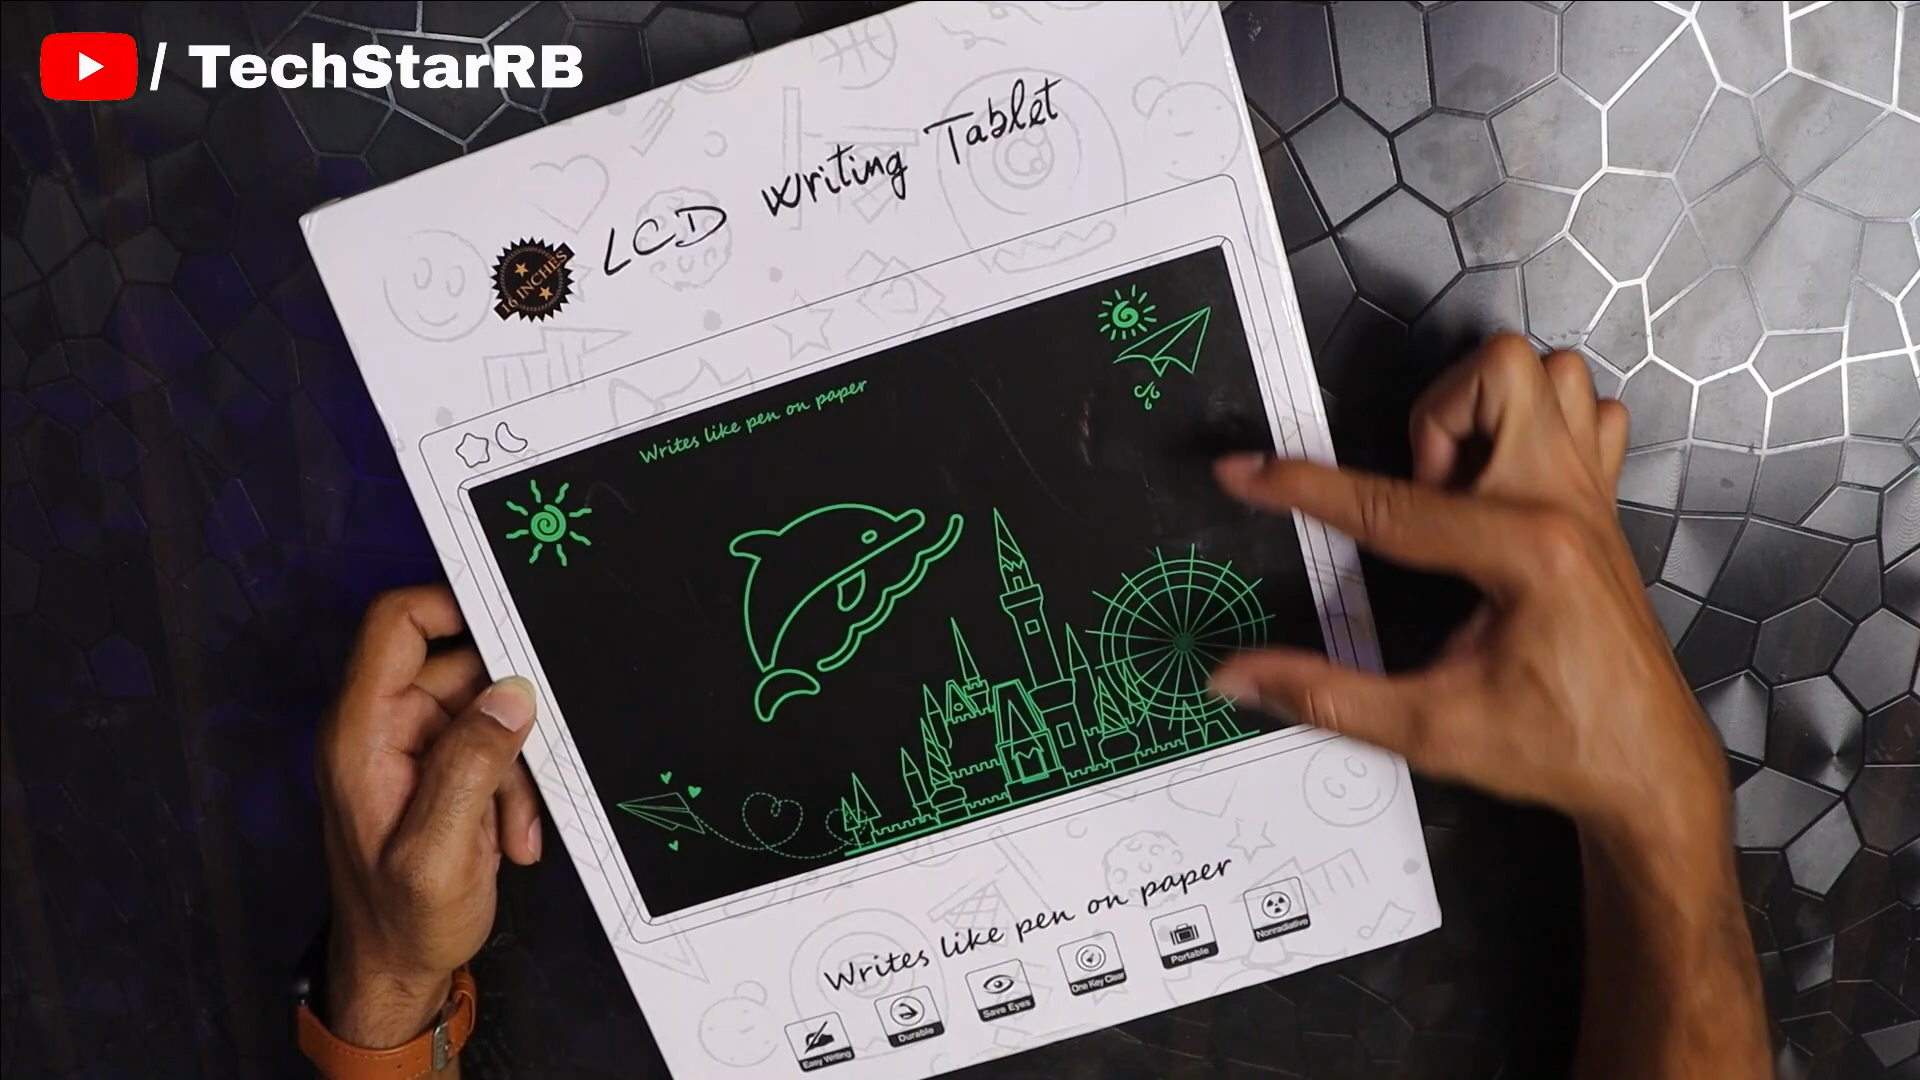 / TechStarRB
LCD Writing Tablet
16 INCHES
Writes like pen on paper
Writes like pen on paper
Easy Writing
Durable
Save Eyes
One Key Clear
Portable
Nonradiative